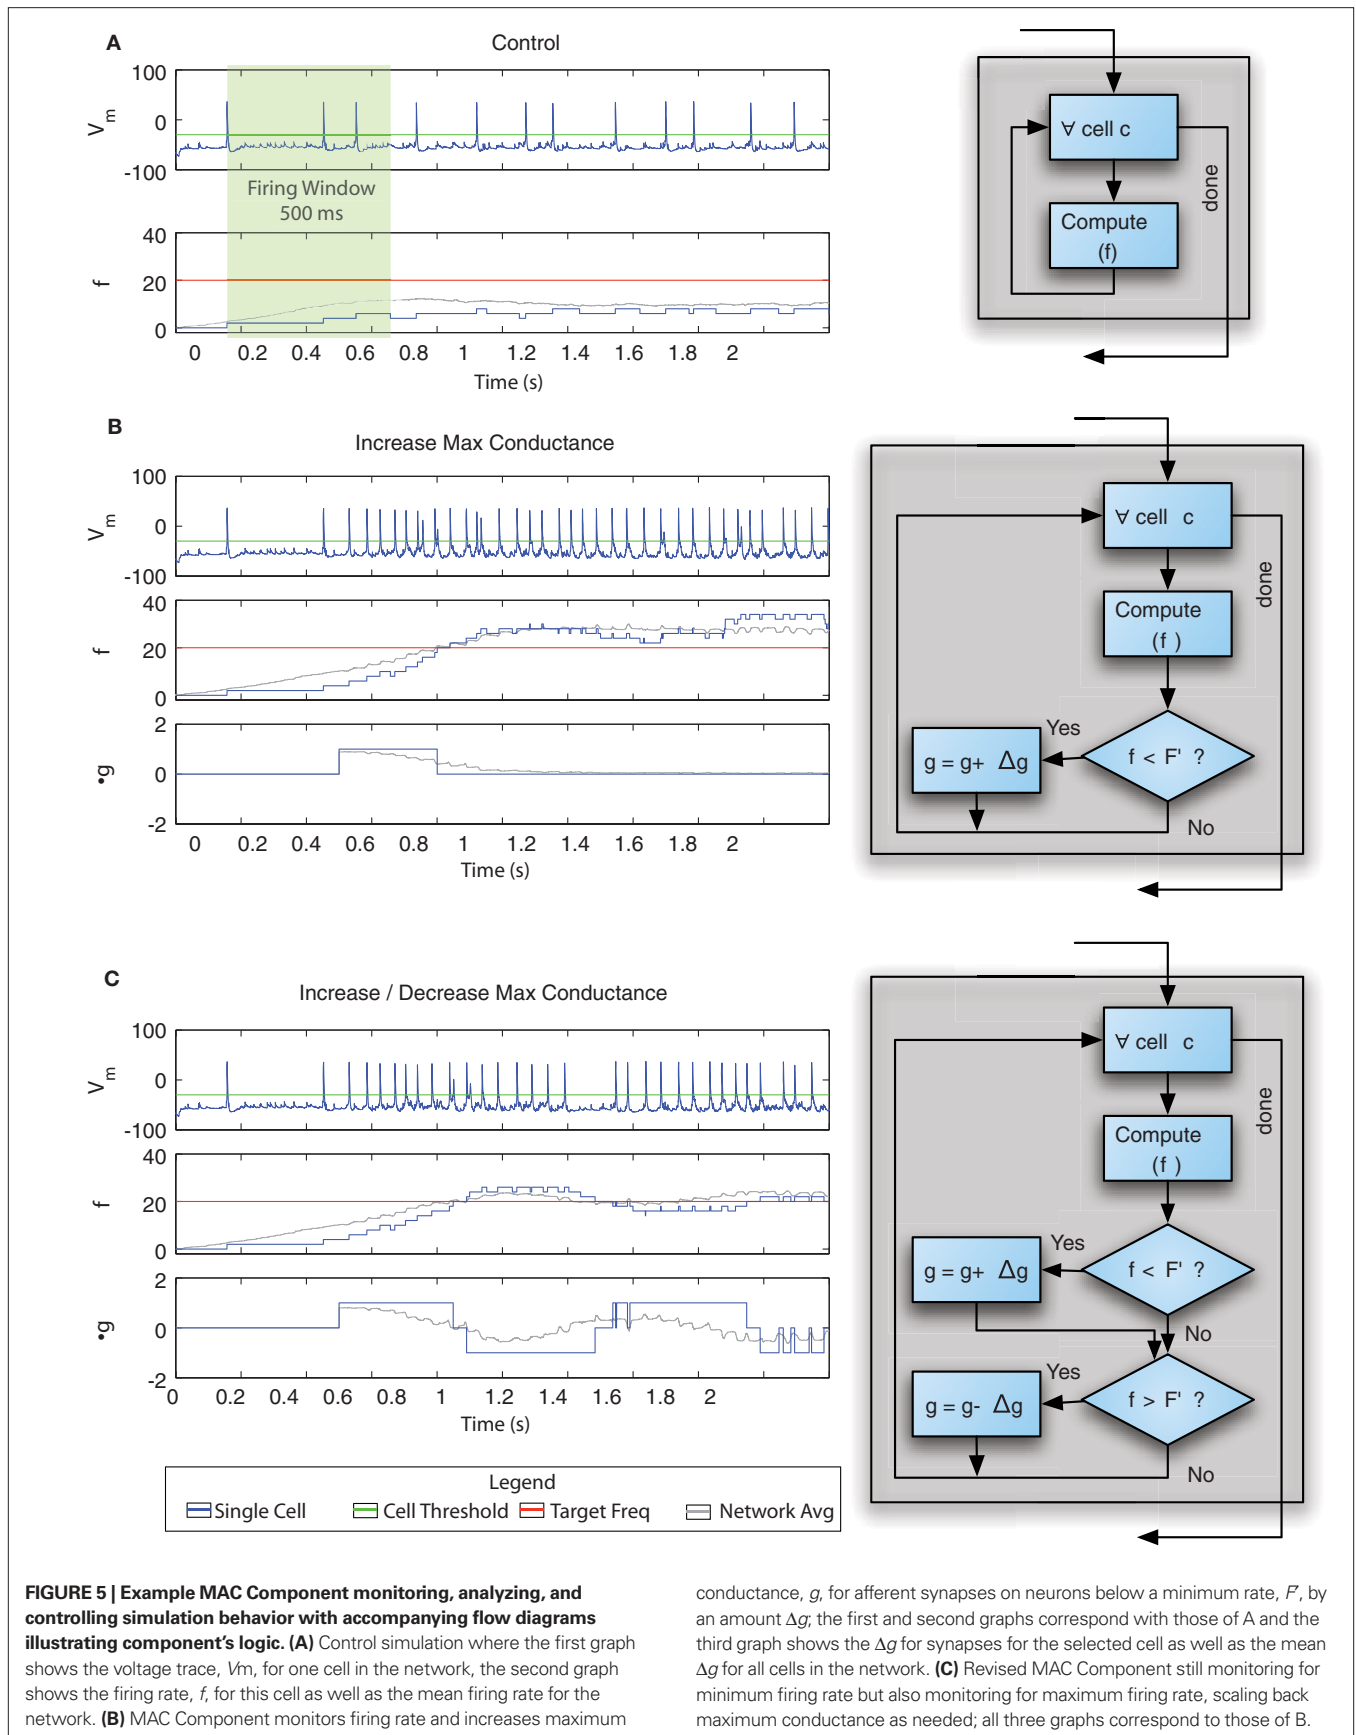 A
Control
100
0
-100
Vm
Firing Window
500 ms
40
20
0
f
0 0.2 0.4 0.6 0.8 1 1.2 1.4 1.6 1.8 2
Time (s)
∀ cell c
Compute
(f)
done
B
Increase Max Conductance
100
0
-100
Vm
40
20
0
f
2
0
-2
•g
0 0.2 0.4 0.6 0.8 1 1.2 1.4 1.6 1.8 2
Time (s)
∀ cell c
Compute
(f )
done
f < F' ?
Yes
g = g+ Δg
No
C
Increase / Decrease Max Conductance
100
0
-100
Vm
40
20
0
f
2
0
-2
•g
0 0.2 0.4 0.6 0.8 1 1.2 1.4 1.6 1.8 2
Time (s)
∀ cell c
Compute
(f )
done
f < F' ?
Yes
g = g+ Δg
No
f > F' ?
Yes
g = g- Δg
No
Legend
Single Cell Cell Threshold Target Freq Network Avg
FIGURE 5 | Example MAC Component monitoring, analyzing, and
controlling simulation behavior with accompanying flow diagrams
illustrating component's logic. (A) Control simulation where the first graph
shows the voltage trace, Vm, for one cell in the network, the second graph
shows the firing rate, f, for this cell as well as the mean firing rate for the
network. (B) MAC Component monitors firing rate and increases maximum
conductance, g, for afferent synapses on neurons below a minimum rate, F', by
an amount Δg; the first and second graphs correspond with those of A and the
third graph shows the Δg for synapses for the selected cell as well as the mean
Δg for all cells in the network. (C) Revised MAC Component still monitoring for
minimum firing rate but also monitoring for maximum firing rate, scaling back
maximum conductance as needed; all three graphs correspond to those of B.